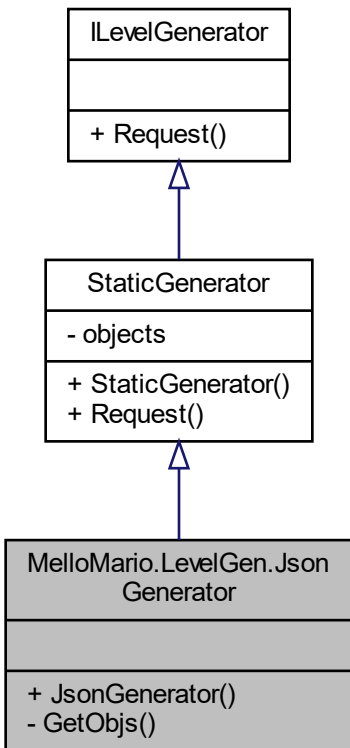 ILevelGenerator
+ Request()
StaticGenerator
- objects
+ StaticGenerator()
+ Request()
MelloMario.LevelGen.Json
Generator
+ JsonGenerator()
- GetObjs()